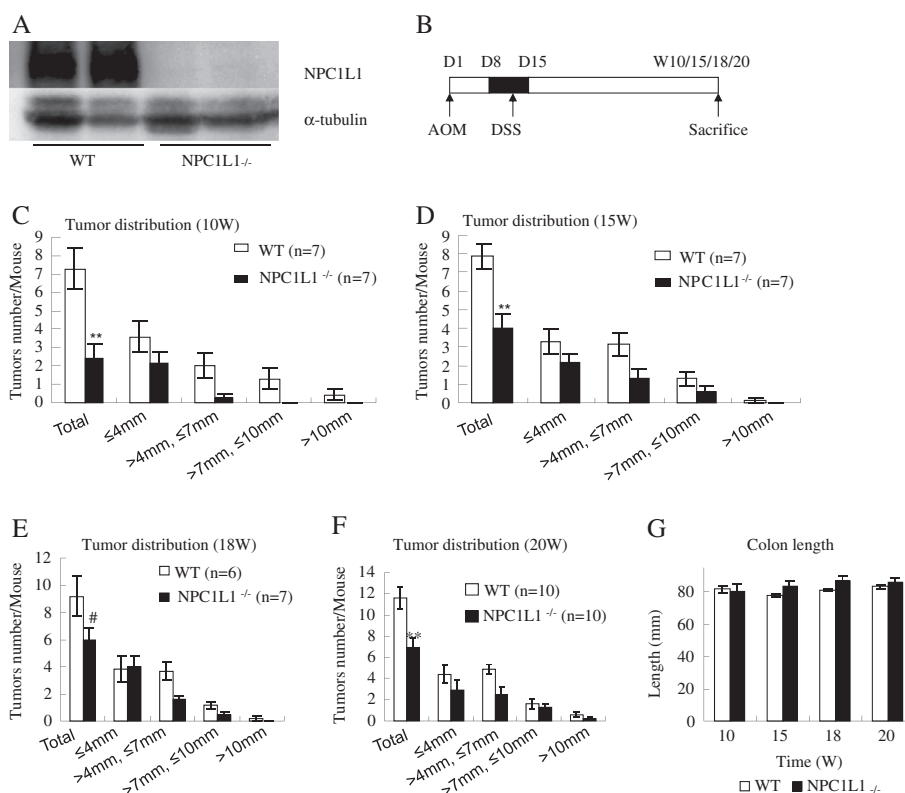 A
NPC1L1
α-tubulin
WT
NPC1L1-/-
B
D1 D8 D15 W10/15/18/20
AOM DSS Sacrifice
C
Tumor distribution (10W)
Tumors number/Mouse
9
8
7
6
5
4
3
2
1
0
WT (n=7)
NPC1L1 -/- (n=7)
**
Total
≤4mm
>4mm, ≤7mm
>7mm, ≤10mm
>10mm
D
Tumor distribution (15W)
Tumors number/Mouse
9
8
7
6
5
4
3
2
1
0
WT (n=7)
NPC1L1 -/- (n=7)
**
Total
≤4mm
>4mm, ≤7mm
>7mm, ≤10mm
>10mm
E
Tumor distribution (18W)
Tumors number/Mouse
12
10
8
6
4
2
0
WT (n=6)
NPC1L1 -/- (n=7)
#
Total
≤4mm
>4mm, ≤7mm
>7mm, ≤10mm
>10mm
F
Tumor distribution (20W)
Tumors number/Mouse
14
12
10
8
6
4
2
0
WT (n=10)
NPC1L1 -/- (n=10)
**
Total
≤4mm
>4mm, ≤7mm
>7mm, ≤10mm
>10mm
G
Colon length
Length (mm)
80
60
40
20
0
10 15 18 20
Time (W)
WT NPC1L1 -/-